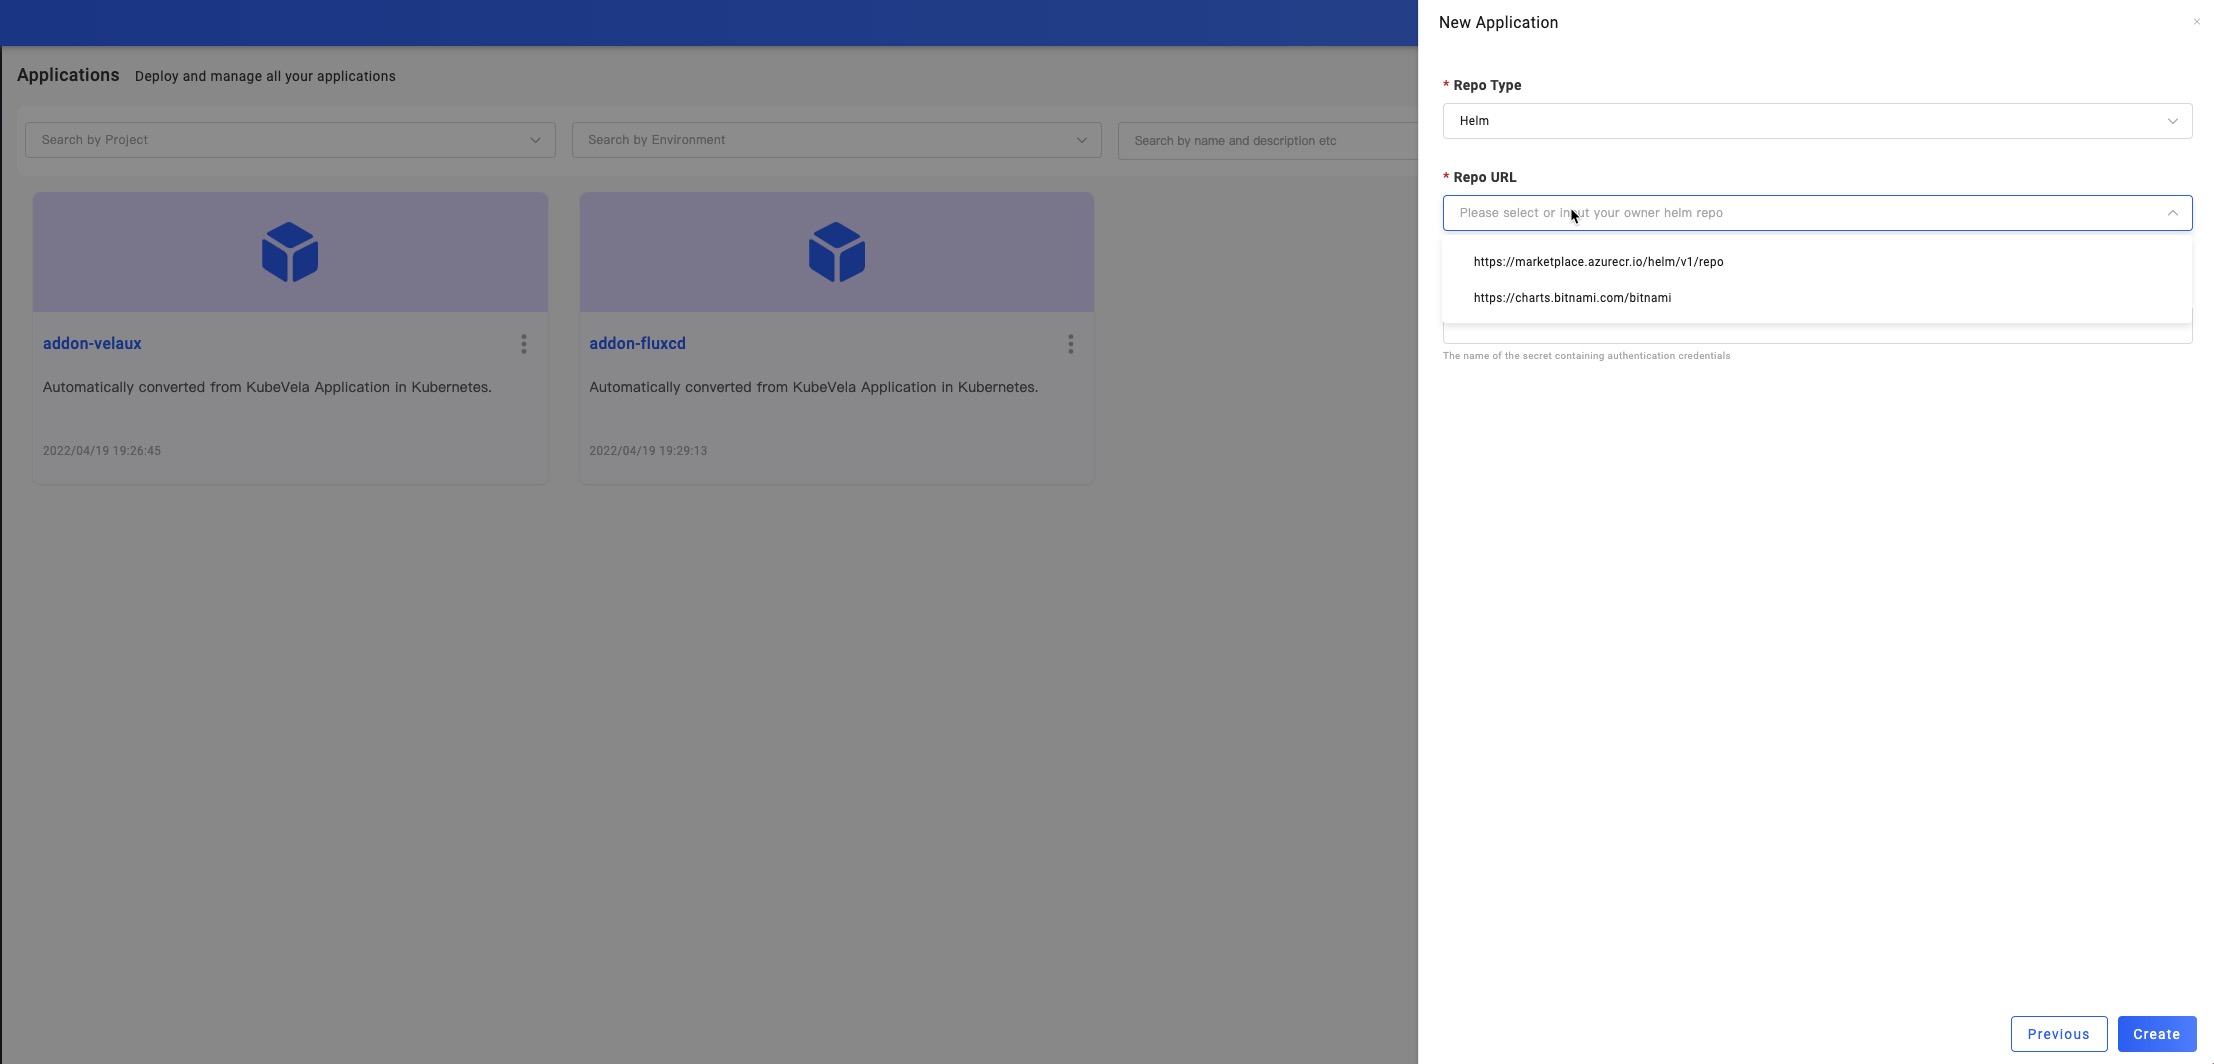 New Application
Applications Deploy and manage all your applications
Search by Project
Search by Environment
Search by name and description etc
addon-velaux
Automatically converted from KubeVela Application in Kubernetes.
2022/04/19 19:26:45
addon-fluxcd
Automatically converted from KubeVela Application in Kubernetes.
2022/04/19 19:29:13
* Repo Type
Helm
* Repo URL
Please select or input your owner helm repo
https://marketplace.azurecr.io/helm/v1/repo
https://charts.bitnami.com/bitnami
The name of the secret containing authentication credentials
Previous
Create